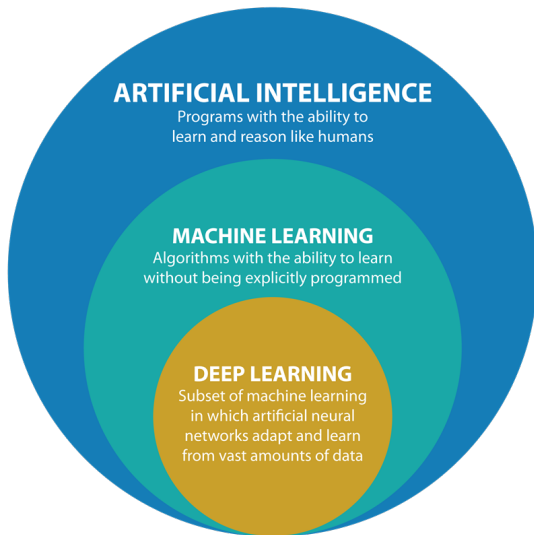 ARTIFICIAL INTELLIGENCE
Programs with the ability to
learn and reason like humans
MACHINE LEARNING
Algorithms with the ability to learn
without being explicitly programmed
DEEP LEARNING
Subset of machine learning
in which artificial neural
networks adapt and learn
from vast amounts of data